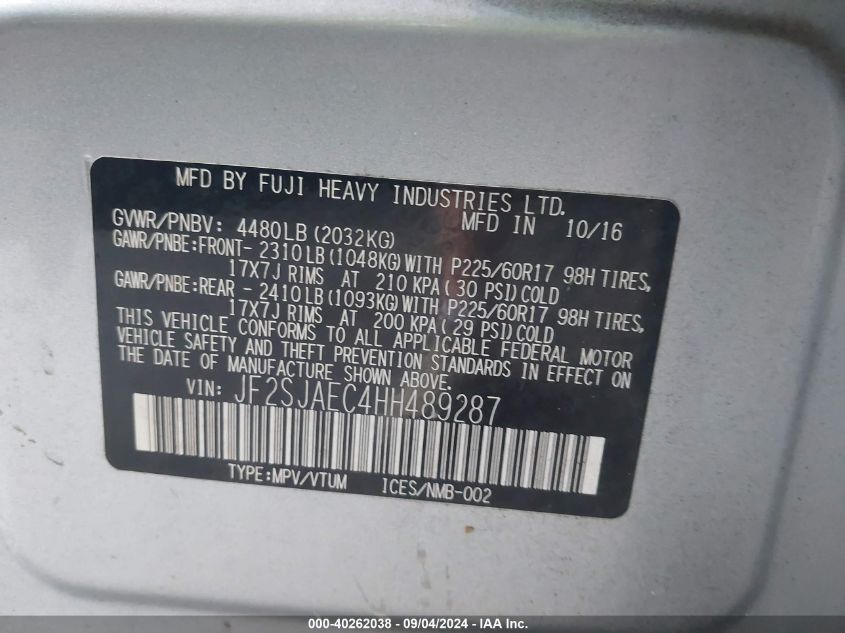 MFD BY FUJI HEAVY INDUSTRIES LTD.
MFD IN 10/16
GVWR/PNBV: 4480LB(2032KG)
GAWR/PNBE:FRONT-2310LB(1048KG)WITH P225/60R17 98H TIRES,
17X7J RIMS AT 210 KPA(30 PSI)COLD
GAWR/PNBE:REAR -2410LB(1093KG)WITH P225/60R17 98H TIRES,
17X7J RIMS AT 200 KPA(29 PSI)COLD
THIS VEHICLE CONFORMS TO ALL APPLICABLE FEDERAL MOTOR
VEHICLE SAFETY AND THEFT PREVENTION STANDARDS IN EFFECT ON
THE DATE OF MANUFACTURE SHOWN ABOVE.
VIN: JF2SJAEC4HH489287
TYPE:MPV/VTUM ICES/NMB-002
000-40262038 - 09/04/2024 - IAAI, Inc.